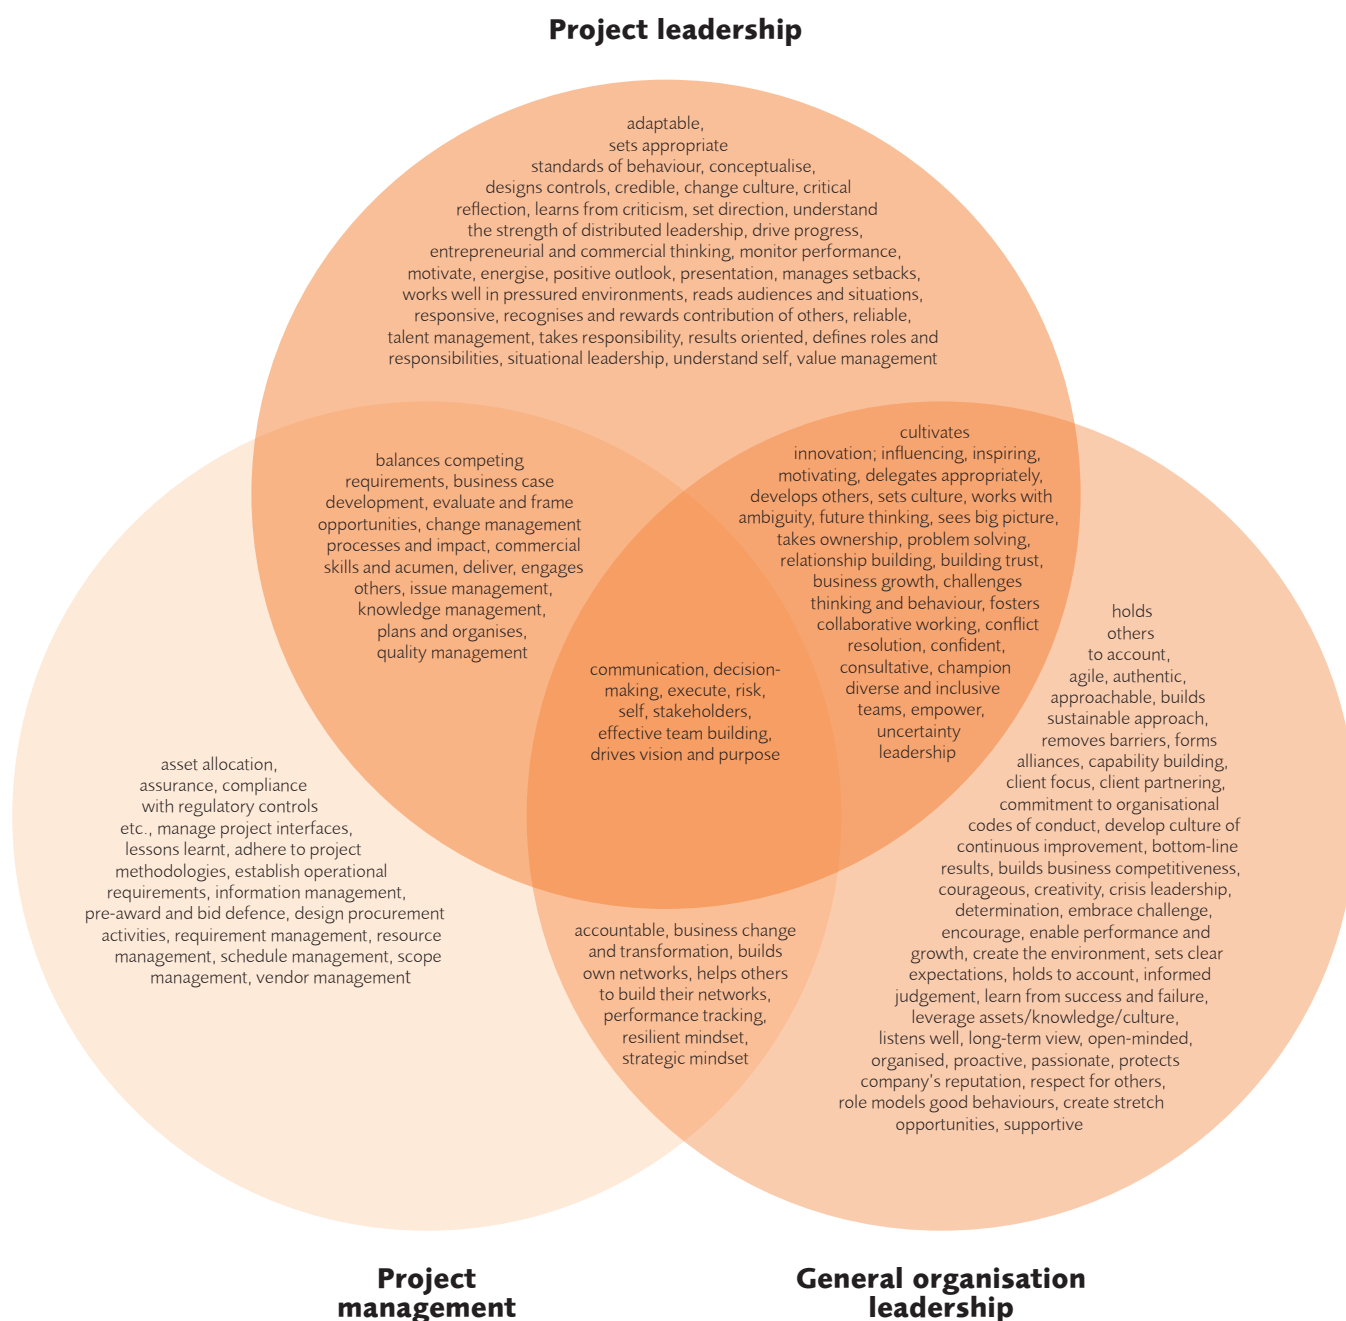 Project leadership
adaptable,
sets appropriate
standards of behaviour, conceptualise,
designs controls, credible, change culture, critical
reflection, learns from criticism, set direction, understand
the strength of distributed leadership, drive progress,
entrepreneurial and commercial thinking, monitor performance,
motivate, energise, positive outlook, presentation, manages setbacks,
works well in pressured environments, reads audiences and situations,
responsive, recognises and rewards contribution of others, reliable,
talent management, takes responsibility, results oriented, defines roles and
responsibilities, situational leadership, understand self, value management
balances competing
requirements, business case
development, evaluate and frame
opportunities, change management
processes and impact, commercial
skills and acumen, deliver, engages
others, issue management,
knowledge management,
plans and organises,
quality management
cultivates
innovation; influencing, inspiring,
motivating, delegates appropriately,
develops others, sets culture, works with
ambiguity, future thinking, sees big picture,
takes ownership, problem solving,
relationship building, building trust,
business growth, challenges
thinking and behaviour, fosters
collaborative working, conflict
resolution, confident,
consultative, champion
diverse and inclusive
teams, empower,
uncertainty
leadership
communication, decision-
making, execute, risk,
self, stakeholders,
effective team building,
drives vision and purpose
holds
others
to account,
agile, authentic,
approachable, builds
sustainable approach,
removes barriers, forms
alliances, capability building,
client focus, client partnering,
commitment to organisational
codes of conduct, develop culture of
continuous improvement, bottom-line
results, builds business competitiveness,
courageous, creativity, crisis leadership,
determination, embrace challenge,
encourage, enable performance and
growth, create the environment, sets clear
expectations, holds to account, informed
judgement, learn from success and failure,
leverage assets/knowledge/culture,
listens well, long-term view, open-minded,
organised, proactive, passionate, protects
company's reputation, respect for others,
role models good behaviours, create stretch
opportunities, supportive
asset allocation,
assurance, compliance
with regulatory controls
etc., manage project interfaces,
lessons learnt, adhere to project
methodologies, establish operational
requirements, information management,
pre-award and bid defence, design procurement
activities, requirement management, resource
management, schedule management, scope
management, vendor management
accountable, business change
and transformation, builds
own networks, helps others
to build their networks,
performance tracking,
resilient mindset,
strategic mindset
Project
management
General organisation
leadership